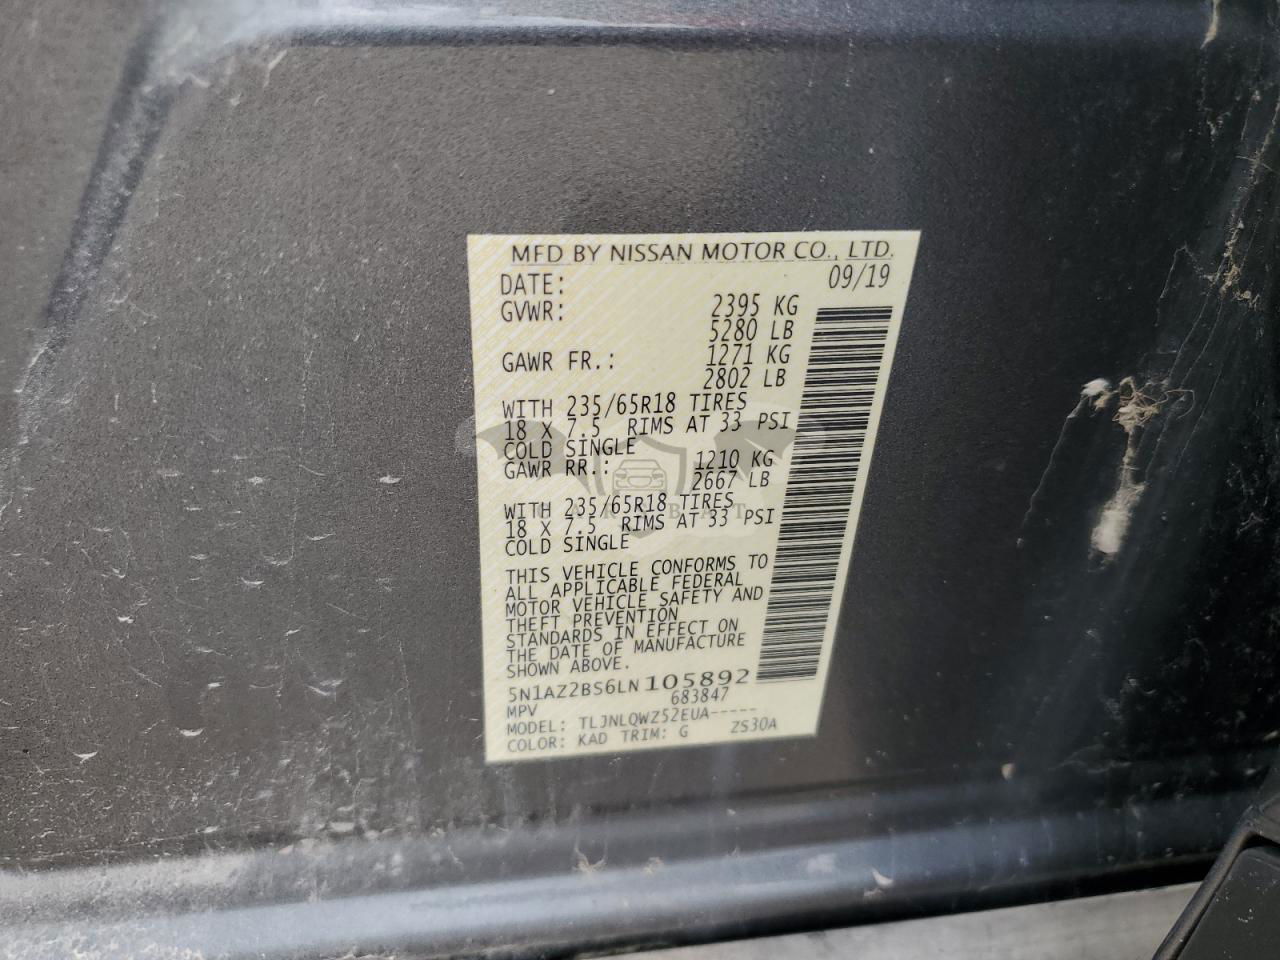 MFD BY NISSAN MOTOR CO., LTD.
DATE: 09/19
GVWR: 2395 KG
5280 LB
GAWR FR.: 1271 KG
2802 LB
WITH 235/65R18 TIRES
18 X 7.5 RIMS AT 33 PSI
COLD SINGLE
GAWR RR.: 1210 KG
2667 LB
WITH 235/65R18 TIRES
18 X 7.5 RIMS AT 33 PSI
COLD SINGLE
THIS VEHICLE CONFORMS TO
ALL APPLICABLE FEDERAL
MOTOR VEHICLE SAFETY AND
THEFT PREVENTION
STANDARDS IN EFFECT ON
THE DATE OF MANUFACTURE
SHOWN ABOVE.
5N1AZ2BS6LN105892
MPV 683847
MODEL: TLJNLQWZ52EUA-----
COLOR: KAD TRIM: G ZS30A